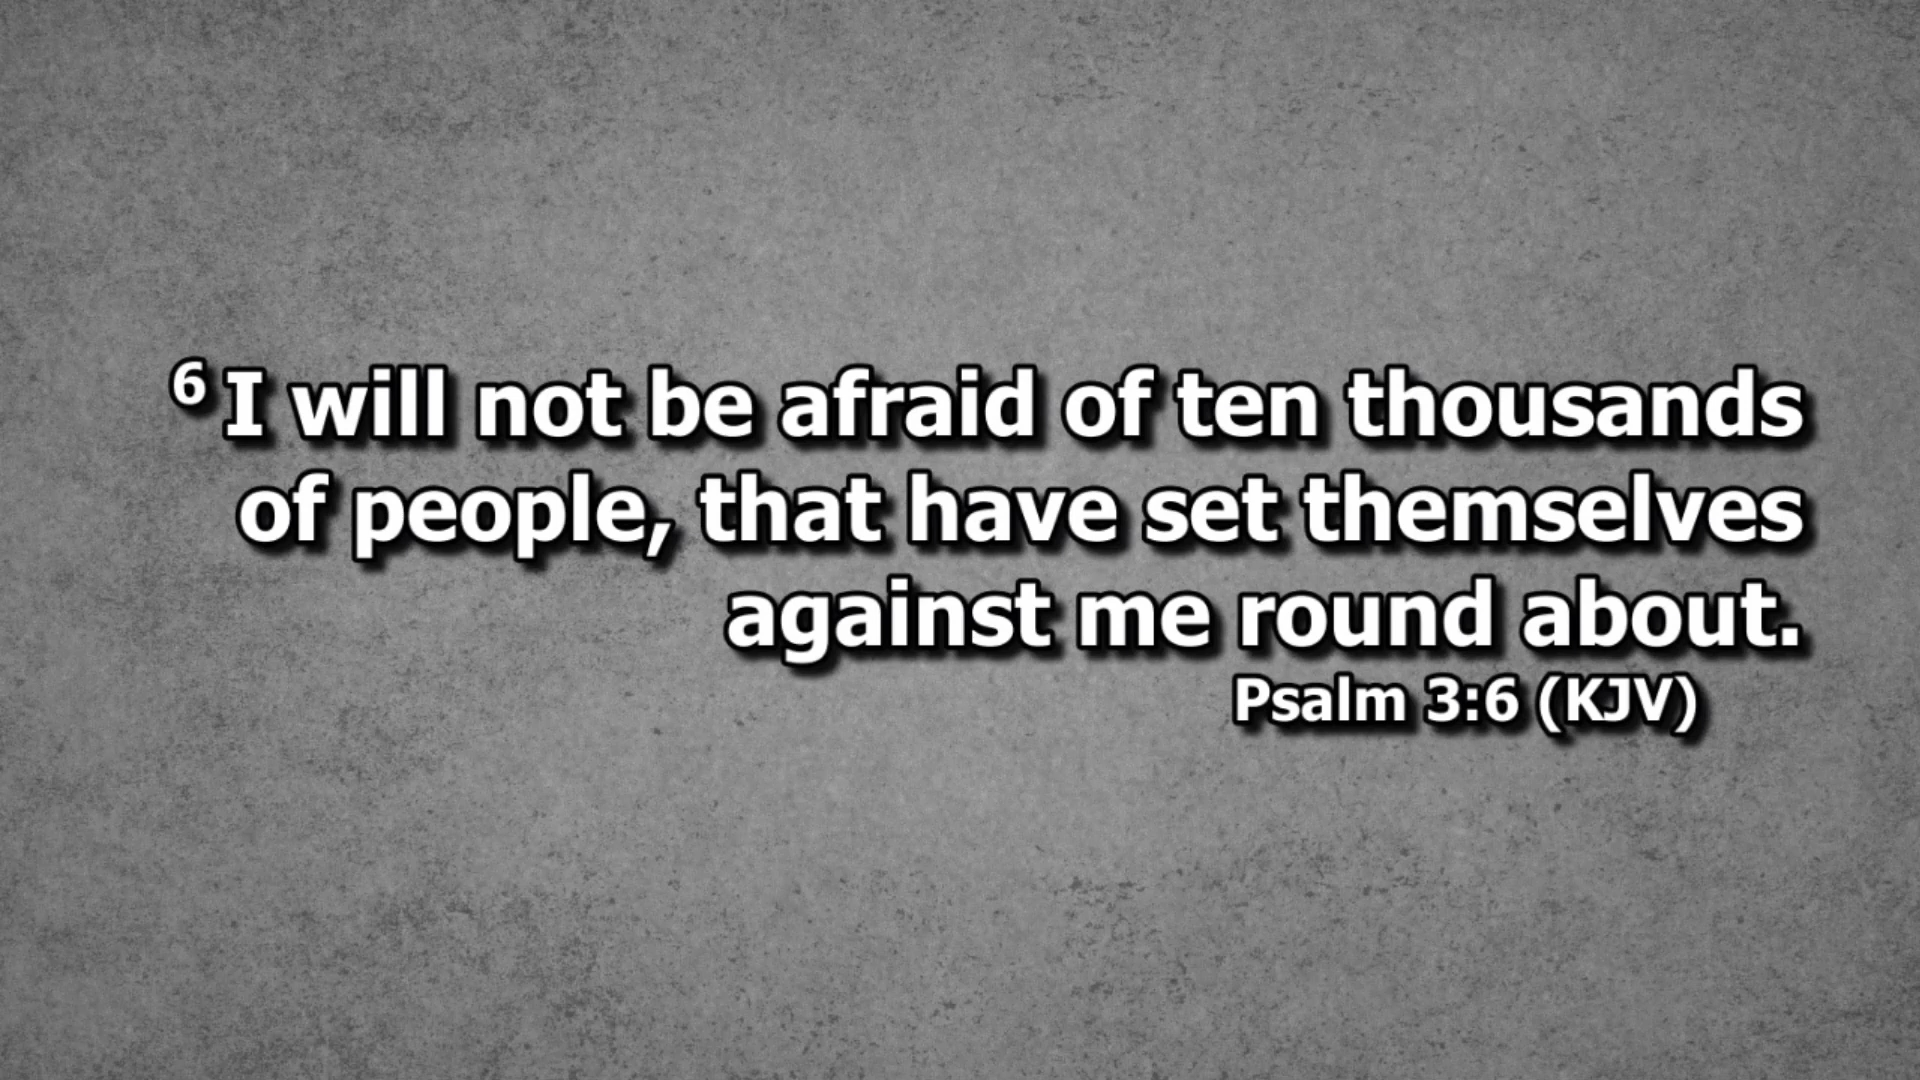 6 I will not be afraid of ten thousands
of people, that have set themselves
against me round about.
Psalm 3:6 (KJV)